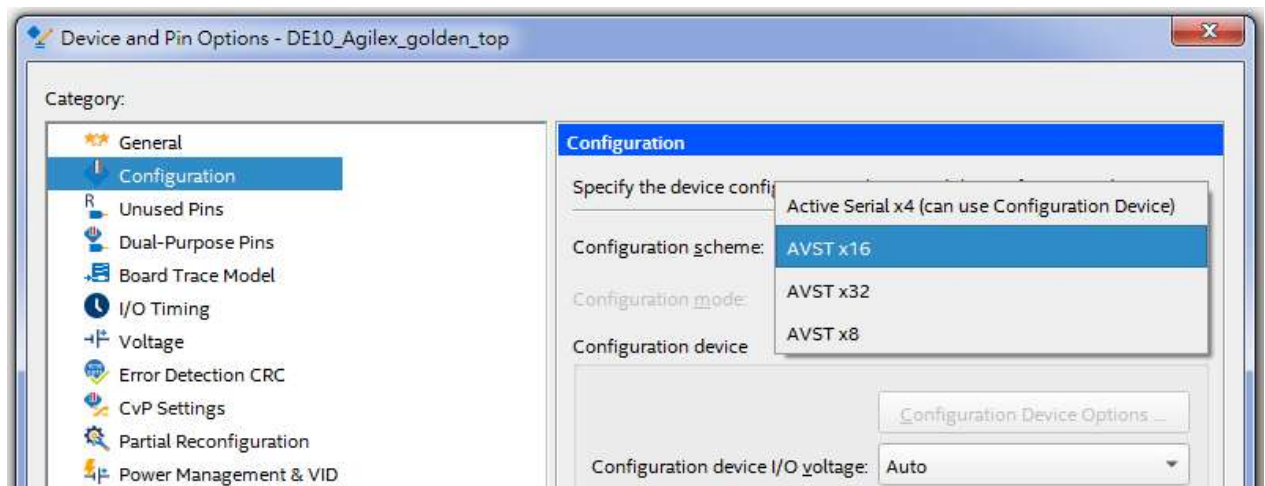 Device and Pin Options - DE10_Agilex_golden_top
X
Category:
General
Configuration
Unused Pins
Dual-Purpose Pins
Board Trace Model
I/O Timing
Voltage
Error Detection CRC
CvP Settings
Partial Reconfiguration
Power Management & VID
Configuration
Specify the device confi
Configuration scheme:
Active Serial x4 (can use Configuration Device)
AVST x16
AVST x32
AVST x8
Configuration mode:
Configuration device
Configuration Device Options ...
Configuration device I/O voltage: Auto